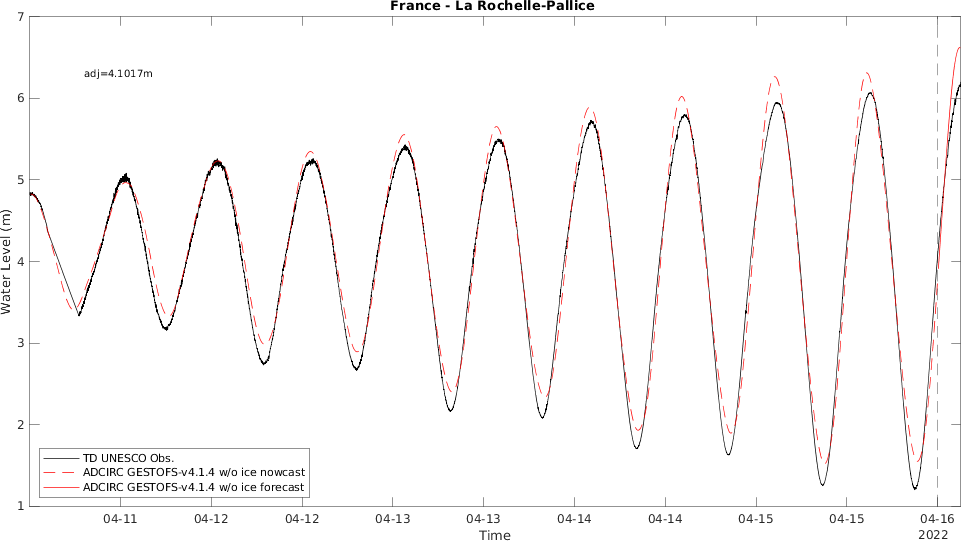 France - La Rochelle-Pallice
7
adj=4.1017m
6
5
4
3
2
1
Water Level (m)
TD UNESCO Obs.
ADCIRC GESTOFS-v4.1.4 w/o ice nowcast
ADCIRC GESTOFS-v4.1.4 w/o ice forecast
04-11 04-12 04-12 04-13 04-13 04-14 04-14 04-15 04-15 04-16
Time 2022